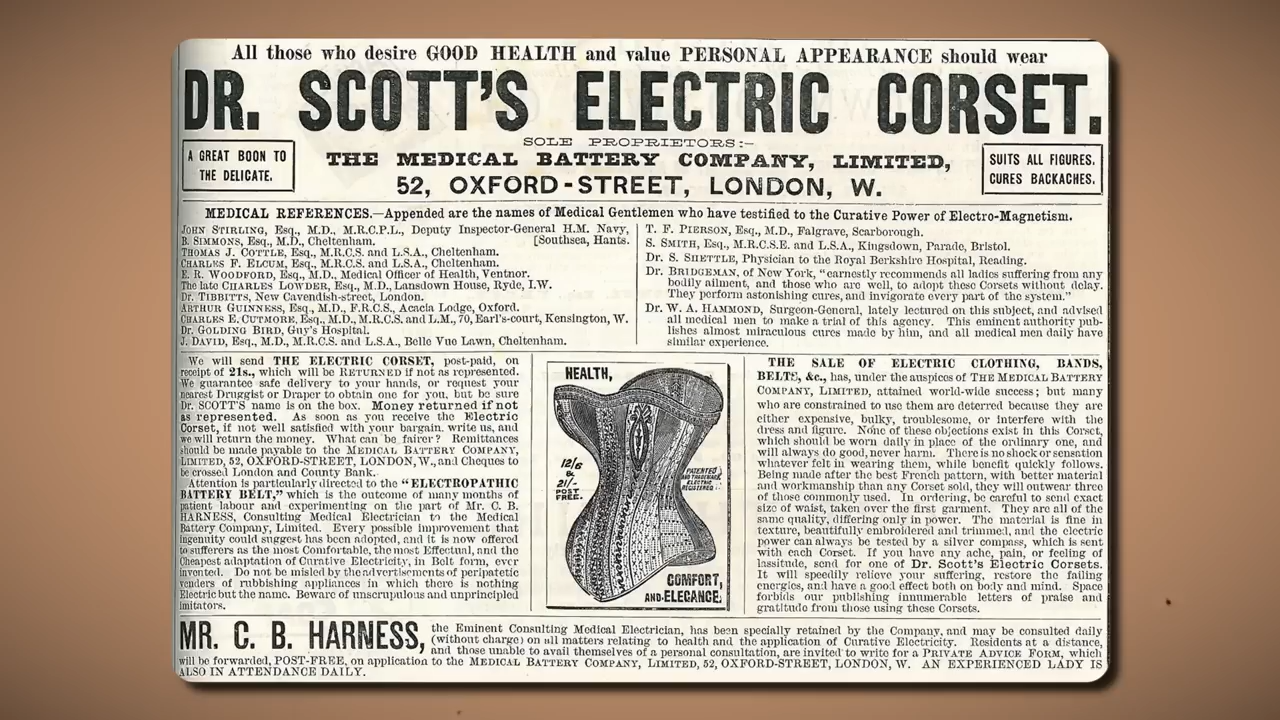 All those who desire GOOD HEALTH and value PERSONAL APPEARANCE should wear
DR. SCOTT'S ELECTRIC CORSET.
SOLE PROPRIETORS:—
A GREAT BOON TO
THE DELICATE.
THE MEDICAL BATTERY COMPANY, LIMITED,
52, OXFORD-STREET, LONDON, W.
SUITS ALL FIGURES.
CURES BACKACHES.
MEDICAL REFERENCES.—Appended are the names of Medical Gentlemen who have testified to the Curative Power of Electro-Magnetism.
JOHN STIRLING, Esq., M.D., M.R.C.P.L., Deputy Inspector-General H.M. Navy,
[Southsea, Hants.
B. SIMMONS, Esq., M.D., Cheltenham.
THOMAS J. COTTLE, Esq., M.R.C.S. and L.S.A., Cheltenham.
CHARLES F. ELCUM, Esq., M.R.C.S. and L.S.A.
E. R. WOODFORD, Esq., M.D., Medical Officer of Health, Ventnor.
The late CHARLES LOWDER, Esq., M.D., Lansdown House, Ryde, I.W.
Dr. TIBBITTS, New Cavendish-street, London.
ARTHUR GUINNESS, Esq., M.D., F.R.C.S., Acacia Lodge, Oxford.
CHARLES E. CUTMORE, Esq., M.D., M.R.C.S. and L.M., 70, Earl's-court, Kensington, W.
Dr. GOLDING BIRD, Guy's Hospital.
J. DAVID, Esq., M.D., M.R.C.S. and L.S.A., Belle Vue Lawn, Cheltenham.
T. F. PIERSON, Esq., M.D., Falgrave, Scarborough.
S. SMITH, Esq., M.R.C.S.E. and L.S.A., Kingsdown, Parade, Bristol.
Dr. S. SHETTLE, Physician to the Royal Berkshire Hospital, Reading.
Dr. BRIDGEMAN, of New York, "earnestly recommends all ladies suffering from any
bodily ailment, and those who are well, to adopt these Corsets without delay.
They perform astonishing cures, and invigorate every part of the system."
Dr. W. A. HAMMOND, Surgeon-General, lately lectured on this subject, and advised
all medical men to make a trial of this agency. This eminent authority pub-
lishes almost miraculous cures made by him, and all medical men daily have
similar experience.
We will send THE ELECTRIC CORSET, post-paid, on
receipt of 21s., which will be RETURNED if not as represented.
We guarantee safe delivery to your hands, or request your
nearest Druggist or Draper to obtain one for you, but be sure
Dr. SCOTT'S name is on the box. Money returned if not
as represented. As soon as you receive the Electric
Corset, if not well satisfied with your bargain, write us, and
we will return the money. What can be fairer? Remittances
should be made payable to the MEDICAL BATTERY COMPANY,
LIMITED, 52, OXFORD-STREET, LONDON, W., and Cheques to
be crossed London and County Bank.
Attention is particularly directed to the "ELECTROPATHIC
BATTERY BELT," which is the outcome of many months of
patient labour and experimenting on the part of Mr. C. B.
HARNESS, Consulting Medical Electrician to the Medical
Battery Company, Limited. Every possible improvement that
ingenuity could suggest has been adopted, and it is now offered
to sufferers as the most Comfortable, the most Effectual, and the
Cheapest adaptation of Curative Electricity, in Belt form, ever
invented. Do not be misled by the advertisements of peripatetic
venders of rubbishing appliances in which there is nothing
Electric but the name. Beware of unscrupulous and unprincipled
imitators.
HEALTH,
12/6
&
21/-
POST
FREE.
PATENTED
AND TRADEMARK
ELECTRIC
REGISTERED
COMFORT,
AND ELEGANCE.
THE SALE OF ELECTRIC CLOTHING, BANDS,
BELTS, &c., has, under the auspices of THE MEDICAL BATTERY
COMPANY, LIMITED, attained world-wide success; but many
who are constrained to use them are deterred because they are
either expensive, bulky, troublesome, or interfere with the
dress and figure. None of these objections exist in this Corset,
which should be worn daily in place of the ordinary one, and
will always do good, never harm. There is no shock or sensation
whatever felt in wearing them, while benefit quickly follows.
Being made after the best French pattern, with better material
and workmanship than any Corset sold, they will outwear three
of those commonly used. In ordering, be careful to send exact
size of waist, taken over the first garment. They are all of the
same quality, differing only in power. The material is fine in
texture, beautifully embroidered and trimmed, and the electric
power can always be tested by a silver compass, which is sent
with each Corset. If you have any ache, pain, or feeling of
lassitude, send for one of Dr. Scott's Electric Corsets.
It will speedily relieve your suffering, restore the failing
energies, and have a good effect both on body and mind. Space
forbids our publishing innumerable letters of praise and
gratitude from those using these Corsets.
MR. C. B. HARNESS,
the Eminent Consulting Medical Electrician, has been specially retained by the Company, and may be consulted daily
(without charge) on all matters relating to health and the application of Curative Electricity. Residents at a distance,
and those unable to avail themselves of a personal consultation, are invited to write for a PRIVATE ADVICE FORM, which
will be forwarded, POST-FREE, on application to the MEDICAL BATTERY COMPANY, LIMITED, 52, OXFORD-STREET, LONDON, W. AN EXPERIENCED LADY IS
ALSO IN ATTENDANCE DAILY.